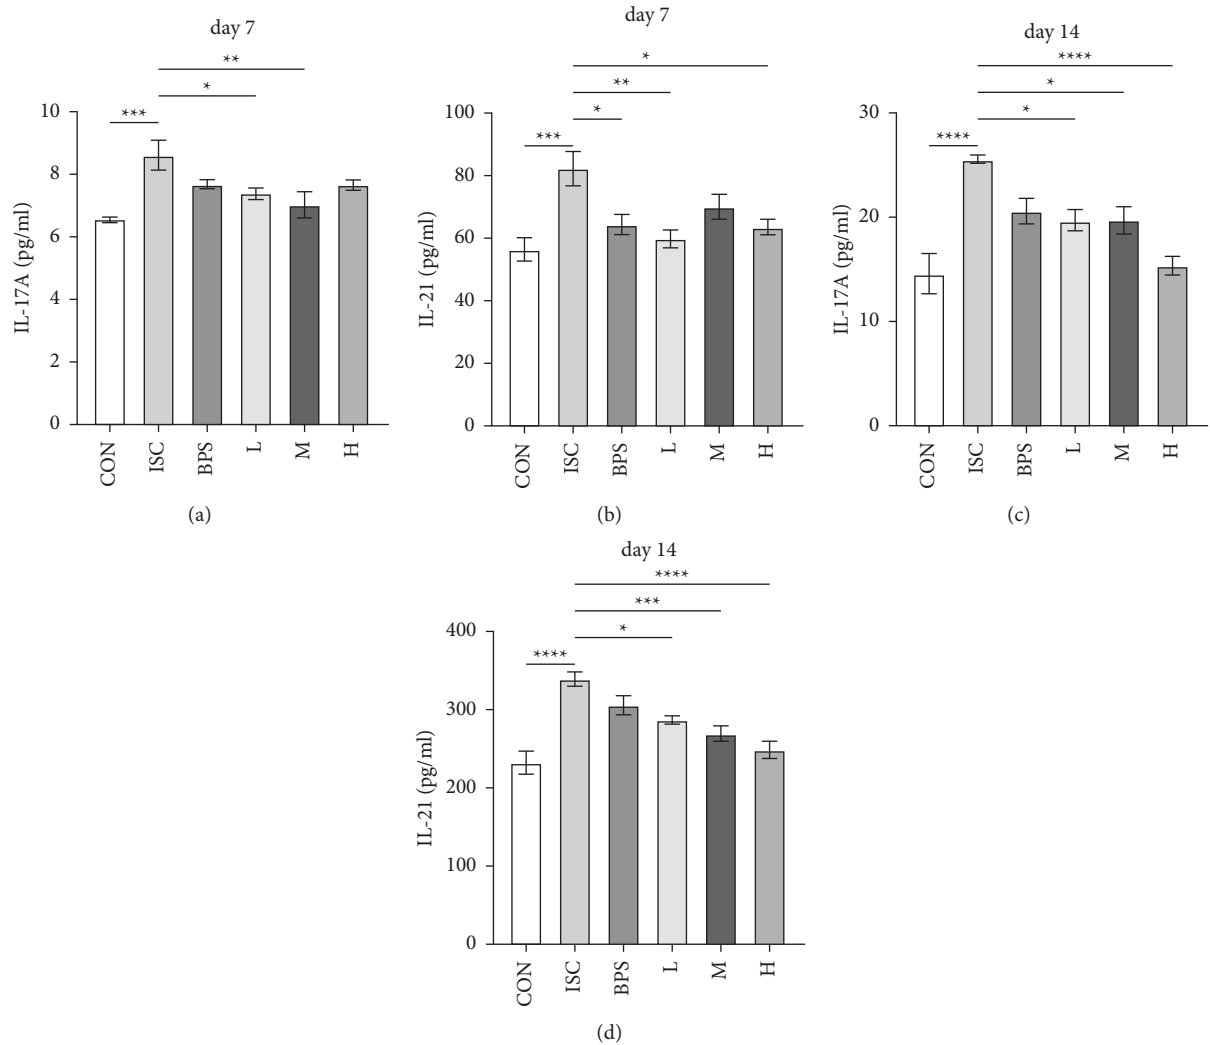 day 7
**
*
***
10
8
6
4
2
0
IL-17A (pg/ml)
CON
ISC
BPS
L
M
H
(a)
day 7
*
**
*
***
100
80
60
40
20
0
IL-21 (pg/ml)
CON
ISC
BPS
L
M
H
(b)
day 14
****
*
*
****
30
20
10
0
IL-17A (pg/ml)
CON
ISC
BPS
L
M
H
(c)
day 14
****
***
*
****
400
300
200
100
0
IL-21 (pg/ml)
CON
ISC
BPS
L
M
H
(d)